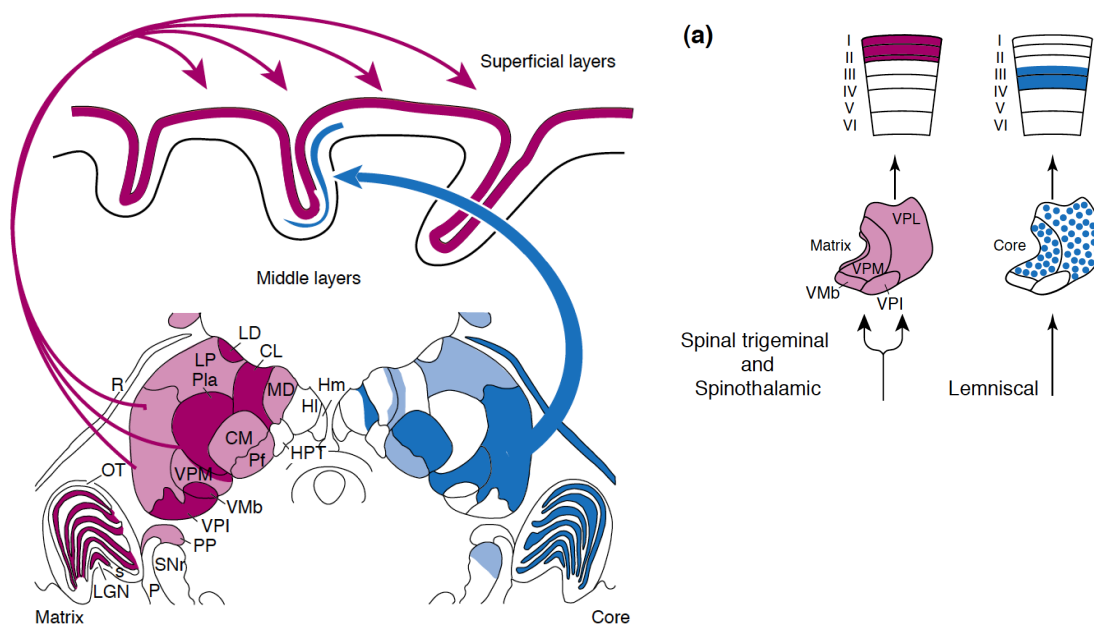 Superficial layers
Middle layers
LD
CL
LP
Pla
MD
Hm
R
Hl
CM
HPT
Pf
OT
VPM
VMb
VPI
PP
SNr
s
LGN
P
Matrix
Core
(a)
I
II
III
IV
V
VI
I
II
III
IV
V
VI
VPL
Matrix
VPM
VMb
VPI
Core
Spinal trigeminal
and
Spinothalamic
Lemniscal